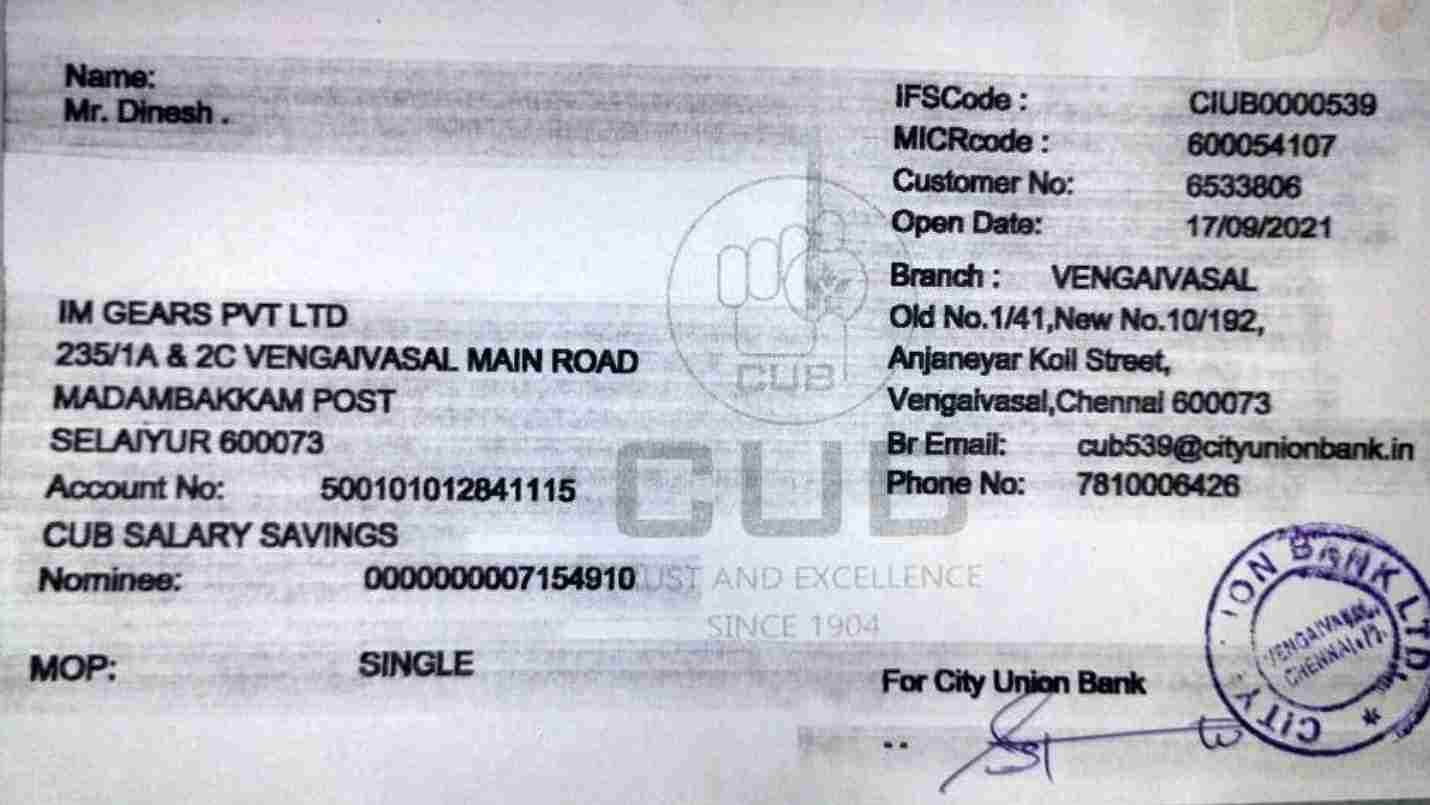 Name:
Mr. Dinesh .
IM GEARS PVT LTD
235/1A & 2C VENGAIVASAL MAIN ROAD
MADAMBAKKAM POST
SELAIYUR 600073
Account No: 500101012841115
CUB SALARY SAVINGS
Nominee: 0000000007154910
MOP: SINGLE
IFSCode : CIUB0000539
MICRcode : 600054107
Customer No: 6533806
Open Date: 17/09/2021
Branch : VENGAIVASAL
Old No.1/41,New No.10/192,
Anjaneyar Koil Street,
Vengaivasal,Chennai 600073
Br Email: cub539@cityunionbank.in
Phone No: 7810006426
CUB
CUB
AND EXCELLENCE
SINCE 1904
For City Union Bank
CITY ION BANK LTD
CHENNAI